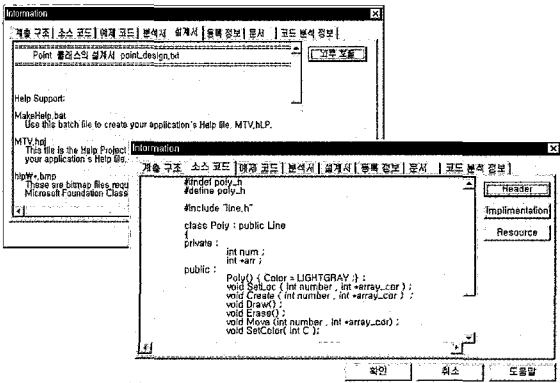 Information
계층 구조 소스 코드 예제 코드 분석서 설계서 등록 정보 문서 코드 분석 정보
Point 클래스의 설계서 point_design.txt
Help Support:
MakeHelp.bat
Use this batch file to create your application's Help file, MTV.hLP.
MTV.hpj
This file is the Help Project
your application's Help file.
hlp₩*.bmp
These are bitmap files requ
Microsoft Foundation Class
Information
계층 구조 소스 코드 예제 코드 분석서 설계서 등록 정보 문서 코드 분석 정보
#ifndef poly_h
#define poly_h
#include "line.h"
class Poly : public Line
{
private :
int num ;
int *arr ;
public :
Poly() { Color = LIGHTGRAY ;} ;
void SetLoc ( int number , int *array_cor ) ;
void Create ( int number , int *array_cor ) ;
void Draw() ;
void Erase() ;
void Move (int number , int *array_cor) ;
void SetColor( int C );
Header
Implimentation
Resource
확인 취소 도움말